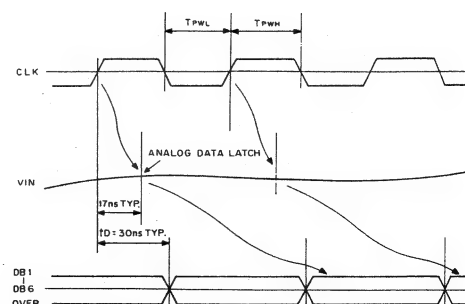 TPWL TPWH
CLK
ANALOG DATA LATCH
VIN
17ns TYP.
tD = 30ns TYP.
DB1
DB6
OVER